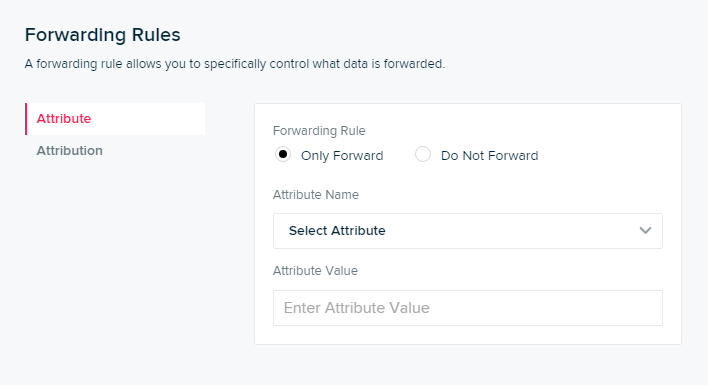 Forwarding Rules
A forwarding rule allows you to specifically control what data is forwarded.
Attribute
Attribution
Forwarding Rule
Only Forward
Do Not Forward
Attribute Name
Select Attribute
Attribute Value
Enter Attribute Value